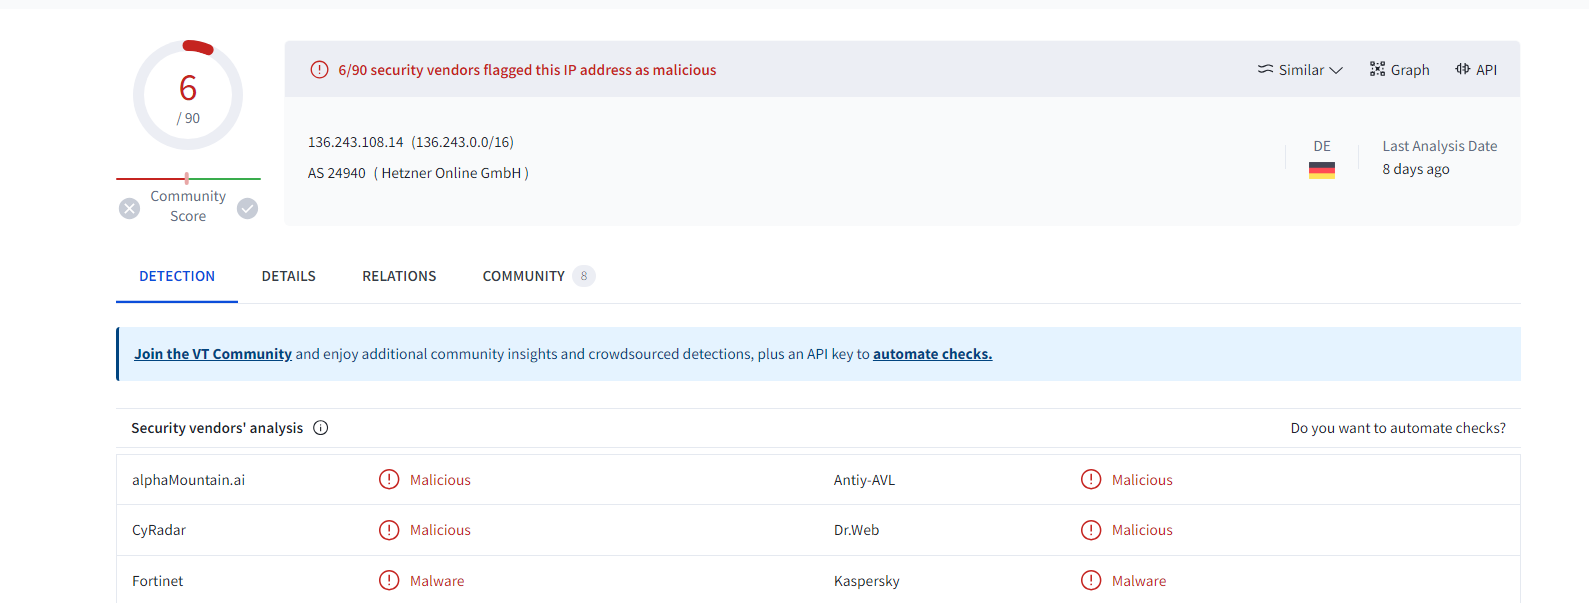 6
/ 90
Community
Score
6/90 security vendors flagged this IP address as malicious
Similar
Graph
API
136.243.108.14 (136.243.0.0/16)
AS 24940 ( Hetzner Online GmbH )
DE
Last Analysis Date
8 days ago
DETECTION DETAILS RELATIONS COMMUNITY 8
Join the VT Community and enjoy additional community insights and crowdsourced detections, plus an API key to automate checks.
Security vendors' analysis
Do you want to automate checks?
alphaMountain.ai Malicious Antiy-AVL Malicious
CyRadar Malicious Dr.Web Malicious
Fortinet Malware Kaspersky Malware